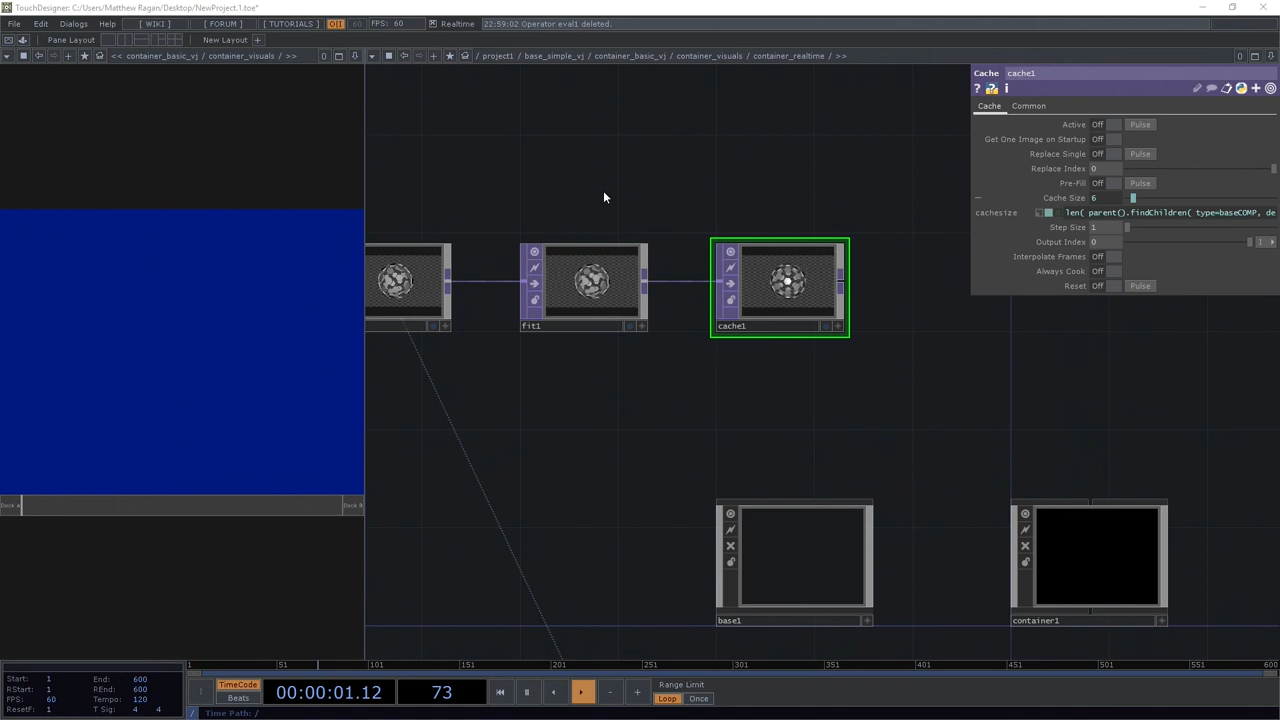 TouchDesigner: C:/Users/Matthew Ragan/Desktop/NewProject.1.toe*
File Edit Dialogs Help [ WIKI ] [ FORUM ] [ TUTORIALS ] O|I 60 FPS: 60 Realtime 22:59:02 Operator eval1 deleted.
Pane Layout New Layout +
<< container_basic_vj / container_visuals / >> 0 / project1 / base_simple_vj / container_basic_vj / container_visuals / container_realtime / >> 0
Cache cache1
? ? i
Cache Common
Active Off Pulse
Get One Image on Startup Off
Replace Single Off Pulse
Replace Index 0
Pre-Fill Off Pulse
Cache Size 6
cachesize len( parent().findChildren( type=baseCOMP, de
Step Size 1
Output Index 0 1
Interpolate Frames Off
Always Cook Off
Reset Off Pulse
fit1 cache1
Deck A Deck B
base1 container1
1 51 101 151 201 251 301 351 451 501 551 600
Start: 1 End: 600
RStart: 1 REnd: 600
FPS: 60 Tempo: 120
ResetF: 1 T Sig: 4 4
TimeCode
Beats
00:00:01.12 73
Range Limit
Loop Once
/ Time Path: /